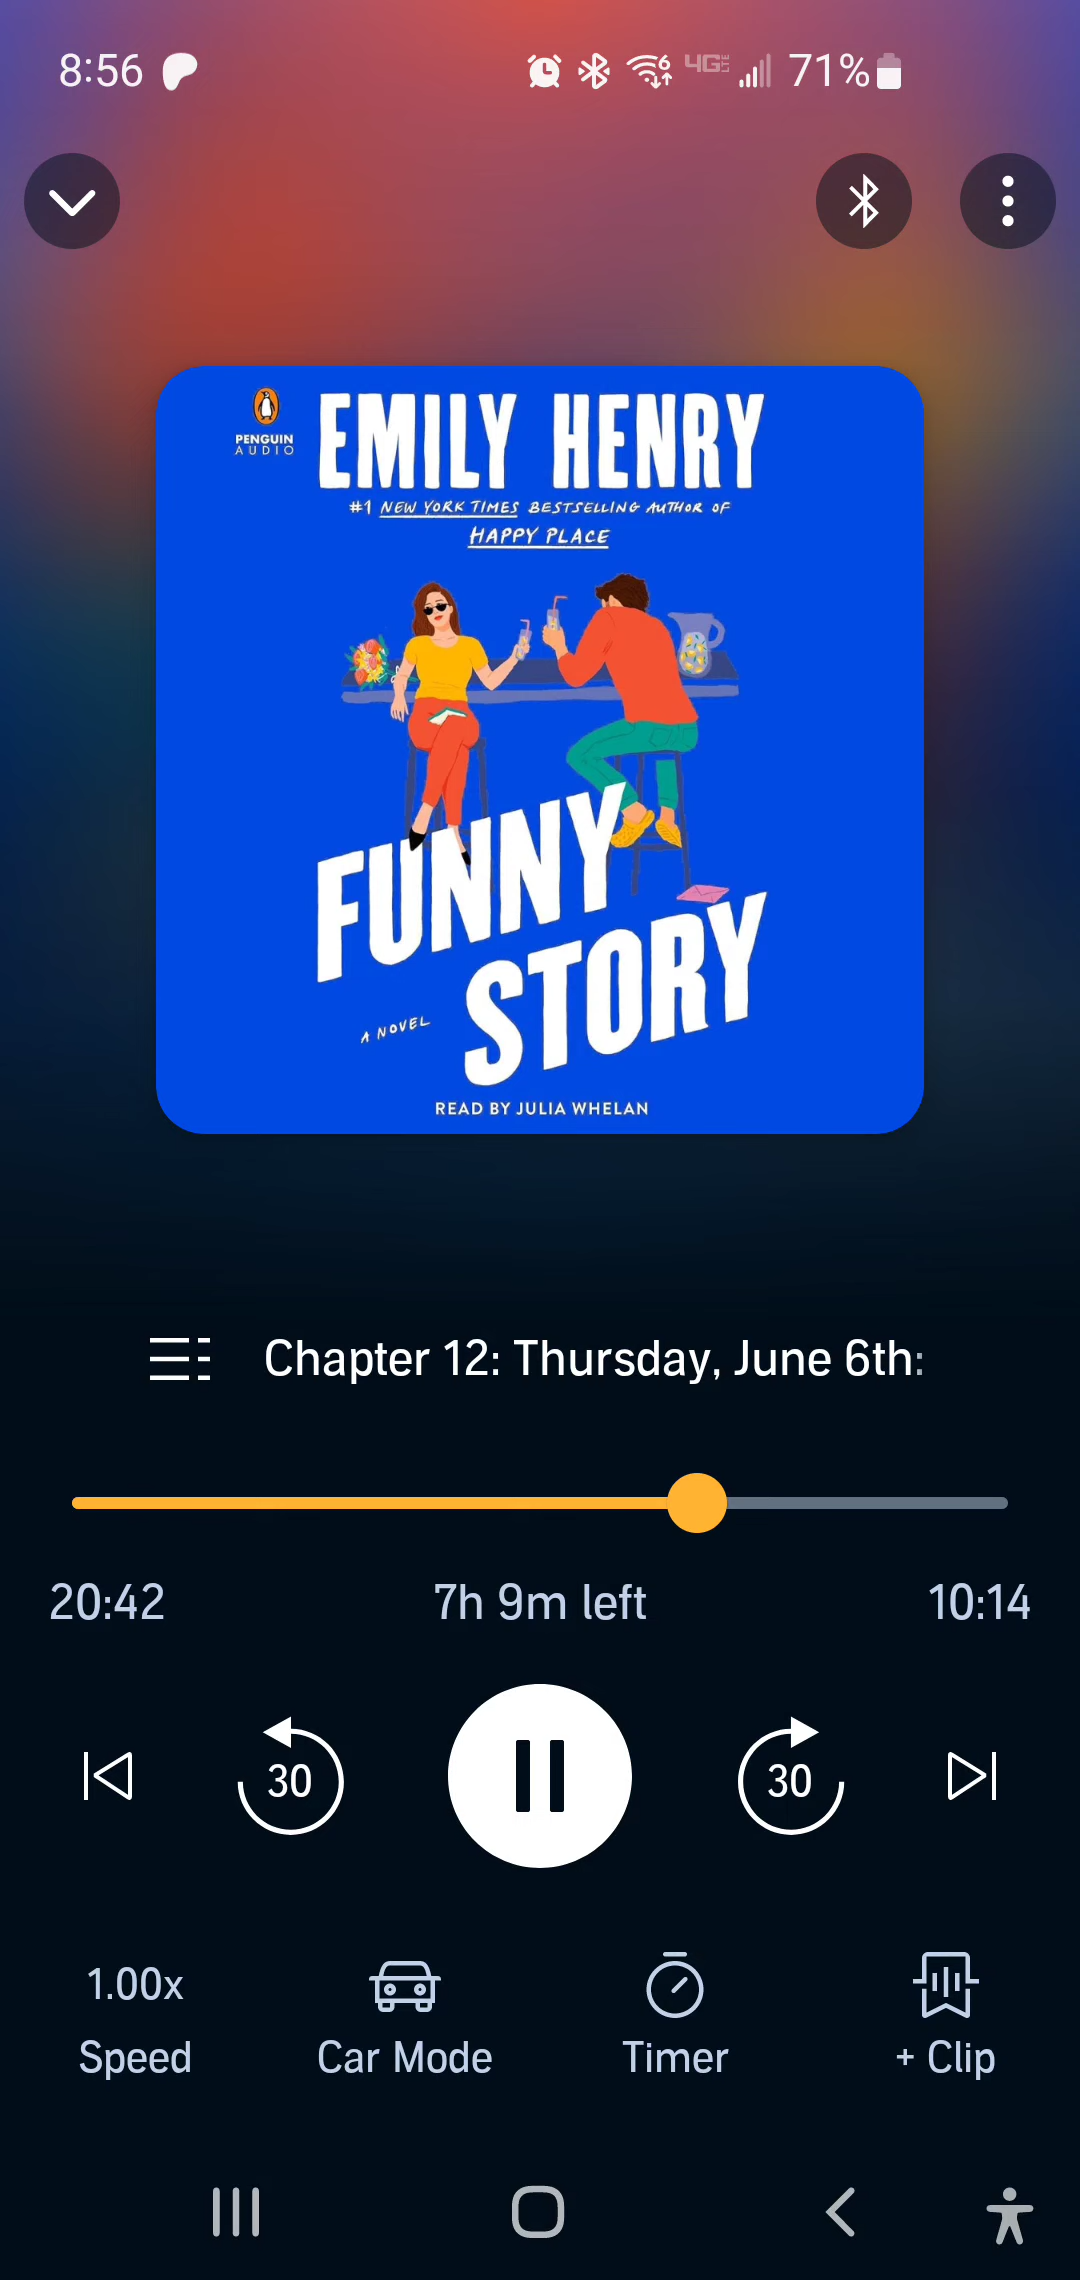 8:56
4G LTE
71%
PENGUIN
AUDIO
EMILY HENRY
#1 NEW YORK TIMES BESTSELLING AUTHOR OF
HAPPY PLACE
FUNNY
STORY
A NOVEL
READ BY JULIA WHELAN
Chapter 12: Thursday, June 6th:
20:42
7h 9m left
10:14
30
30
1.00x
Speed
Car Mode
Timer
+ Clip